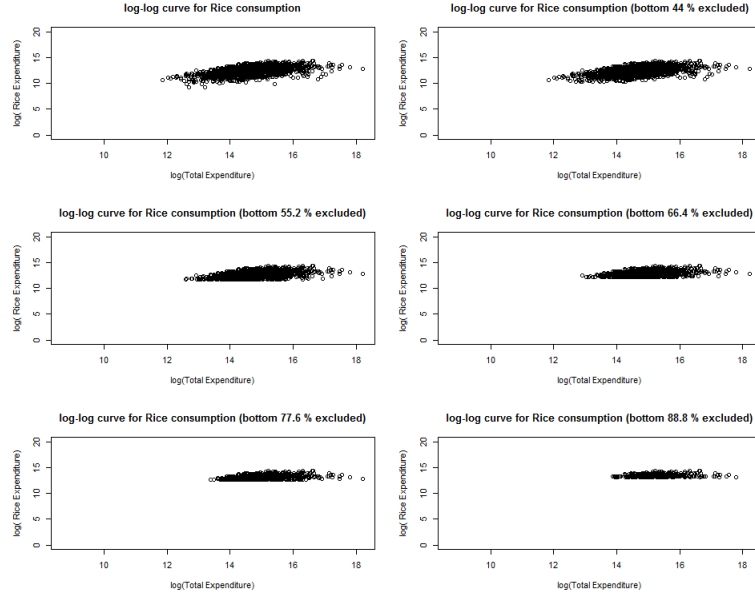 log-log curve for Rice consumption
log( Rice Expenditure)
20
15
10
5
0
10 12 14 16 18
log(Total Expenditure)
log-log curve for Rice consumption (bottom 44 % excluded)
log( Rice Expenditure)
20
15
10
5
0
10 12 14 16 18
log(Total Expenditure)
log-log curve for Rice consumption (bottom 55.2 % excluded)
log( Rice Expenditure)
20
15
10
5
0
10 12 14 16 18
log(Total Expenditure)
log-log curve for Rice consumption (bottom 66.4 % excluded)
log( Rice Expenditure)
20
15
10
5
0
10 12 14 16 18
log(Total Expenditure)
log-log curve for Rice consumption (bottom 77.6 % excluded)
log( Rice Expenditure)
20
15
10
5
0
10 12 14 16 18
log(Total Expenditure)
log-log curve for Rice consumption (bottom 88.8 % excluded)
log( Rice Expenditure)
20
15
10
5
0
10 12 14 16 18
log(Total Expenditure)